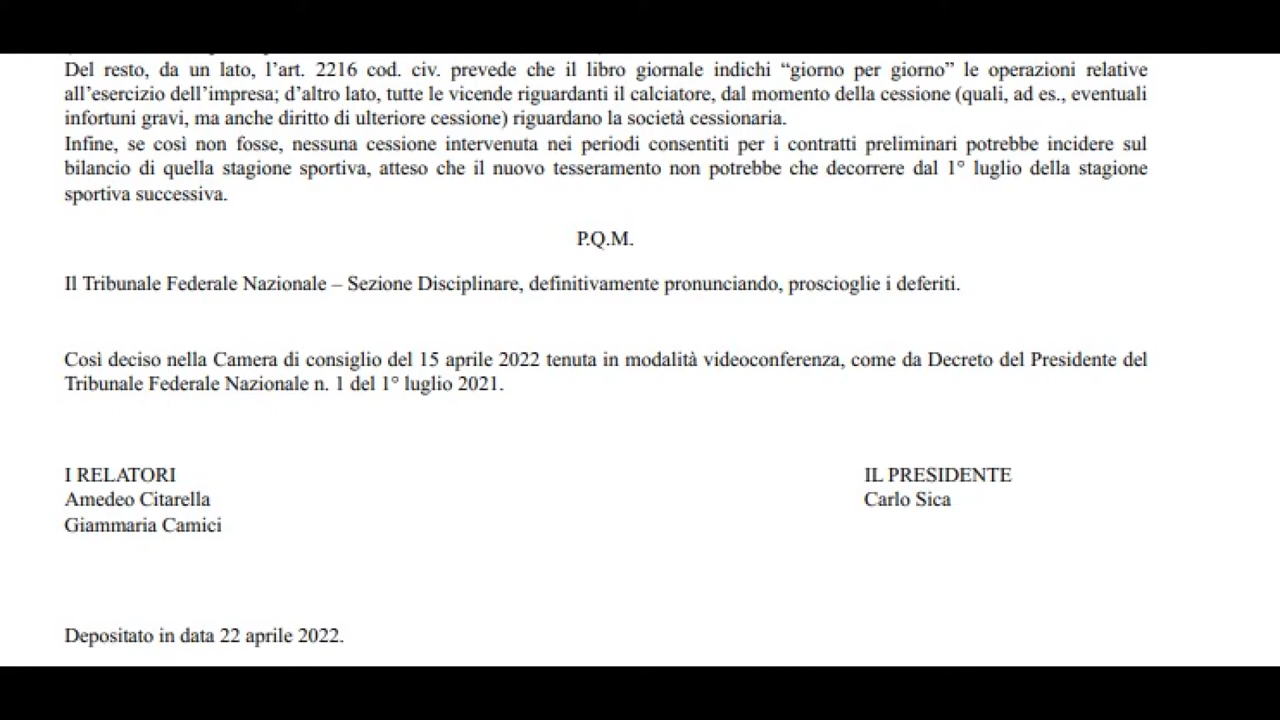 Del resto, da un lato, l’art. 2216 cod. civ. prevede che il libro giornale indichi “giorno per giorno” le operazioni relative
all’esercizio dell’impresa; d’altro lato, tutte le vicende riguardanti il calciatore, dal momento della cessione (quali, ad es., eventuali
infortuni gravi, ma anche diritto di ulteriore cessione) riguardano la società cessionaria.
Infine, se così non fosse, nessuna cessione intervenuta nei periodi consentiti per i contratti preliminari potrebbe incidere sul
bilancio di quella stagione sportiva, atteso che il nuovo tesseramento non potrebbe che decorrere dal 1° luglio della stagione
sportiva successiva.
P.Q.M.
Il Tribunale Federale Nazionale – Sezione Disciplinare, definitivamente pronunciando, proscioglie i deferiti.
Così deciso nella Camera di consiglio del 15 aprile 2022 tenuta in modalità videoconferenza, come da Decreto del Presidente del
Tribunale Federale Nazionale n. 1 del 1° luglio 2021.
I RELATORI
Amedeo Citarella
Giammaria Camici
IL PRESIDENTE
Carlo Sica
Depositato in data 22 aprile 2022.